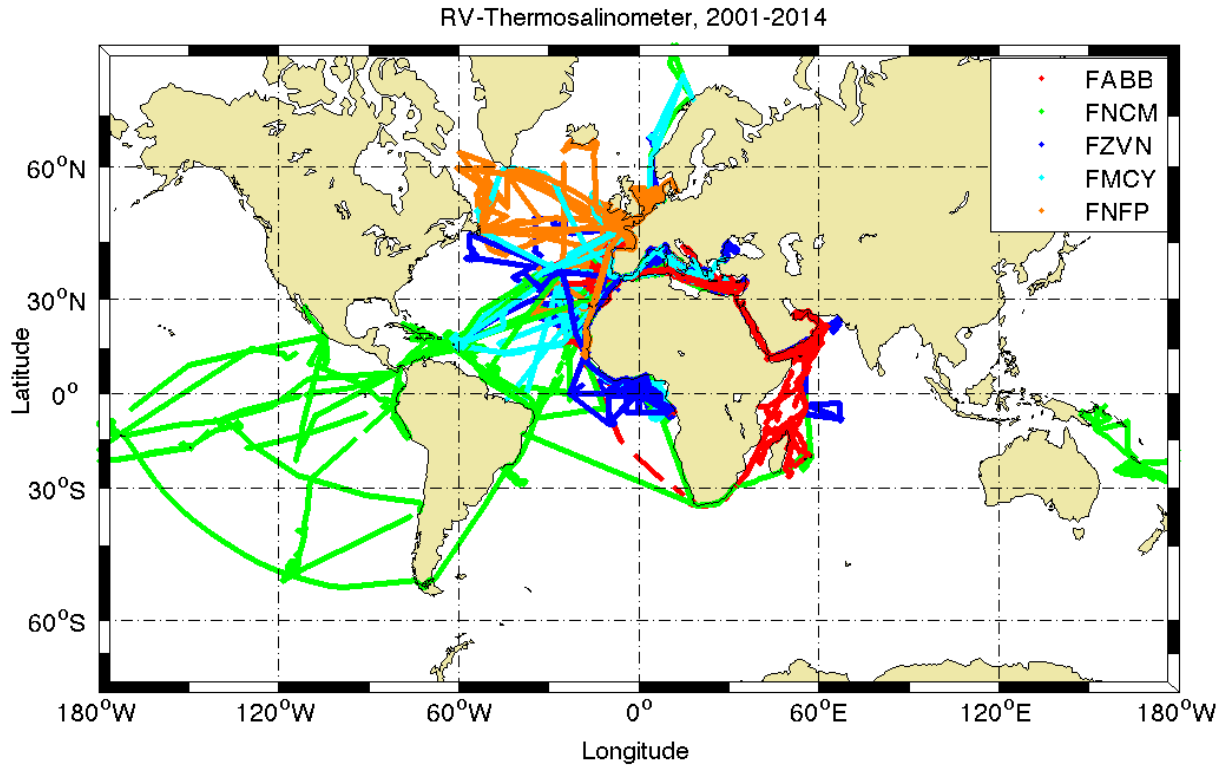 RV-Thermosalinometer, 2001-2014
FABB
FNCM
FZVN
FMCY
FNFP
60°N
30°N
0°
30°S
60°S
Latitude
180°W
120°W
60°W
0°
60°E
120°E
180°W
Longitude